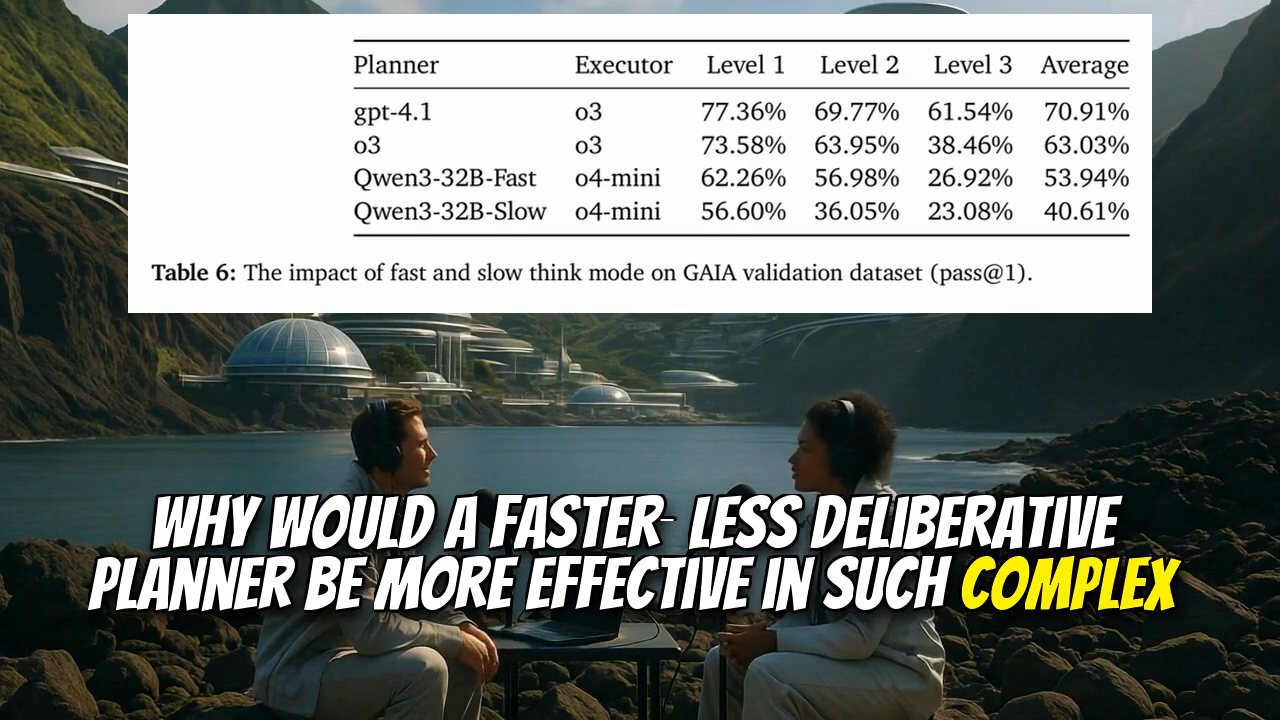 Planner Executor Level 1 Level 2 Level 3 Average
gpt-4.1 o3 77.36% 69.77% 61.54% 70.91%
o3 o3 73.58% 63.95% 38.46% 63.03%
Qwen3-32B-Fast o4-mini 62.26% 56.98% 26.92% 53.94%
Qwen3-32B-Slow o4-mini 56.60% 36.05% 23.08% 40.61%
Table 6: The impact of fast and slow think mode on GAIA validation dataset (pass@1).
WHY WOULD A FASTER- LESS DELIBERATIVE
PLANNER BE MORE EFFECTIVE IN SUCH COMPLEX